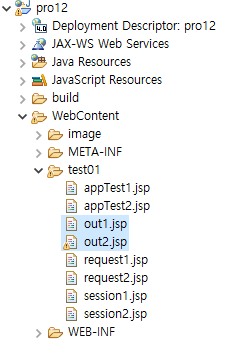 pro12
Deployment Descriptor: pro12
JAX-WS Web Services
Java Resources
JavaScript Resources
build
WebContent
image
META-INF
test01
appTest1.jsp
appTest2.jsp
out1.jsp
out2.jsp
request1.jsp
request2.jsp
session1.jsp
session2.jsp
WEB-INF